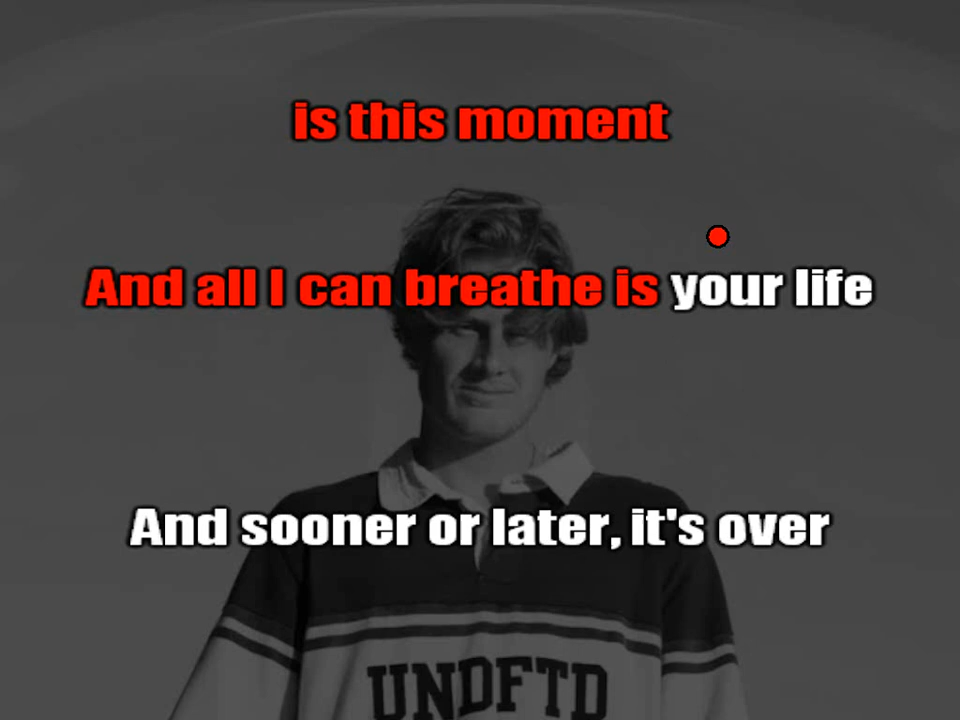 is this moment
And all I can breathe is your life
And sooner or later, it's over
UNDFTD